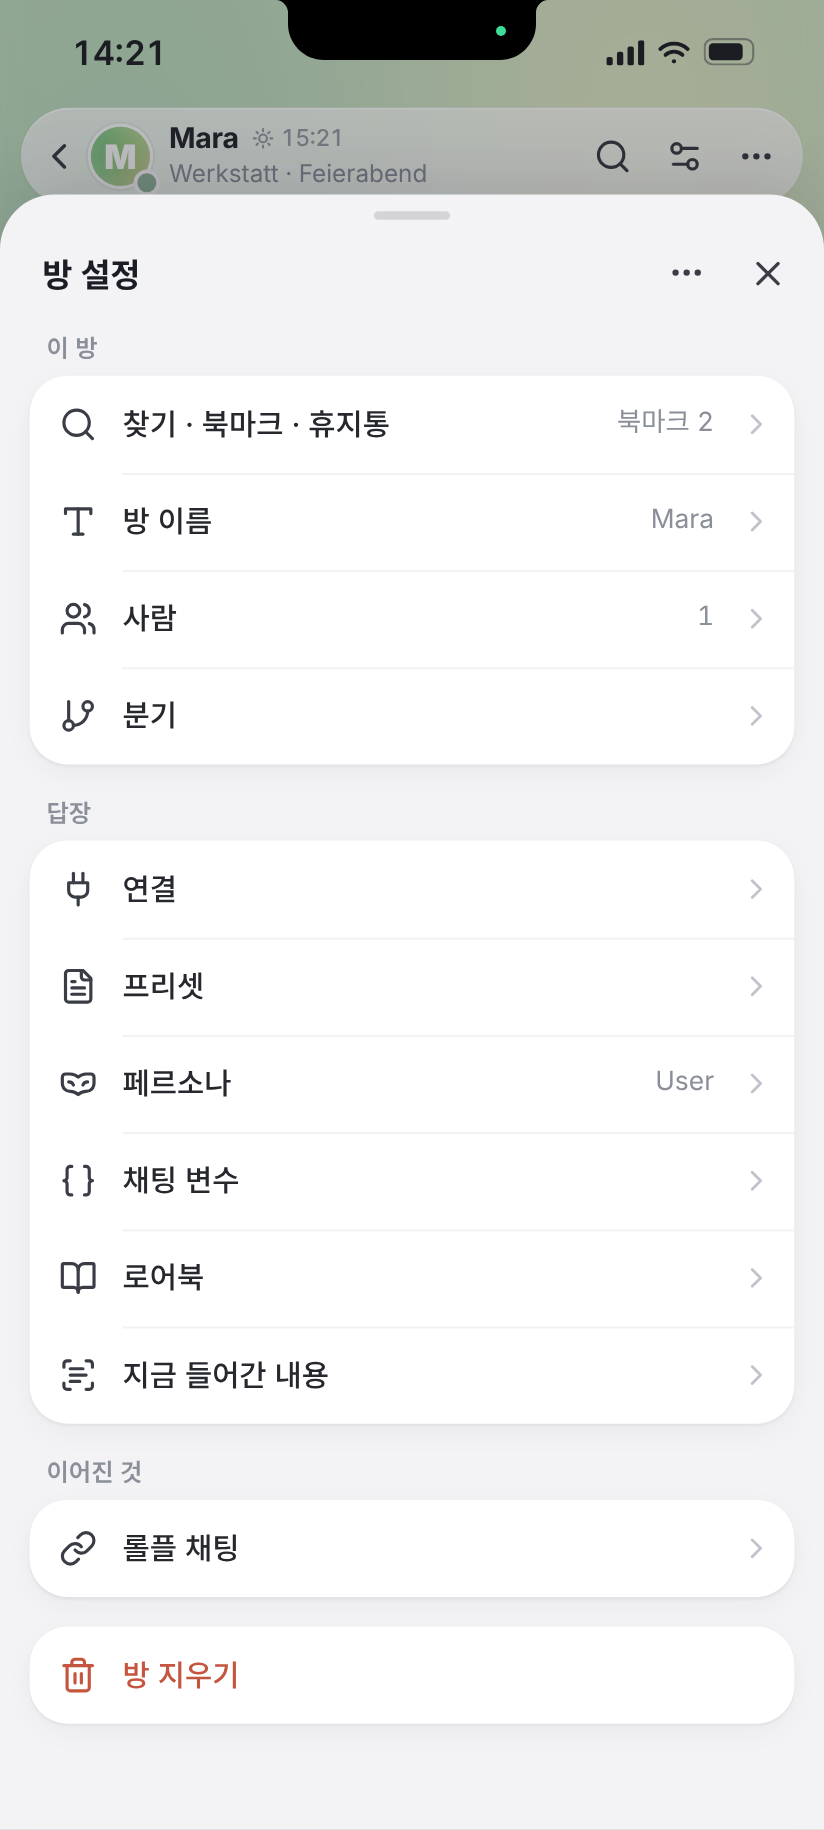 14:21
M
Mara 15:21
Werkstatt · Feierabend
방 설정
이 방
찾기 · 북마크 · 휴지통 북마크 2
방 이름 Mara
사람 1
분기
답장
연결
프리셋
페르소나 User
채팅 변수
로어북
지금 들어간 내용
이어진 것
롤플 채팅
방 지우기